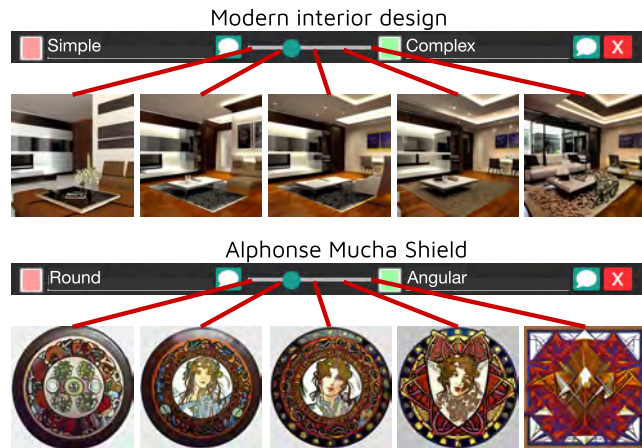 Modern interior design
Simple Complex X
Alphonse Mucha Shield
Round Angular X